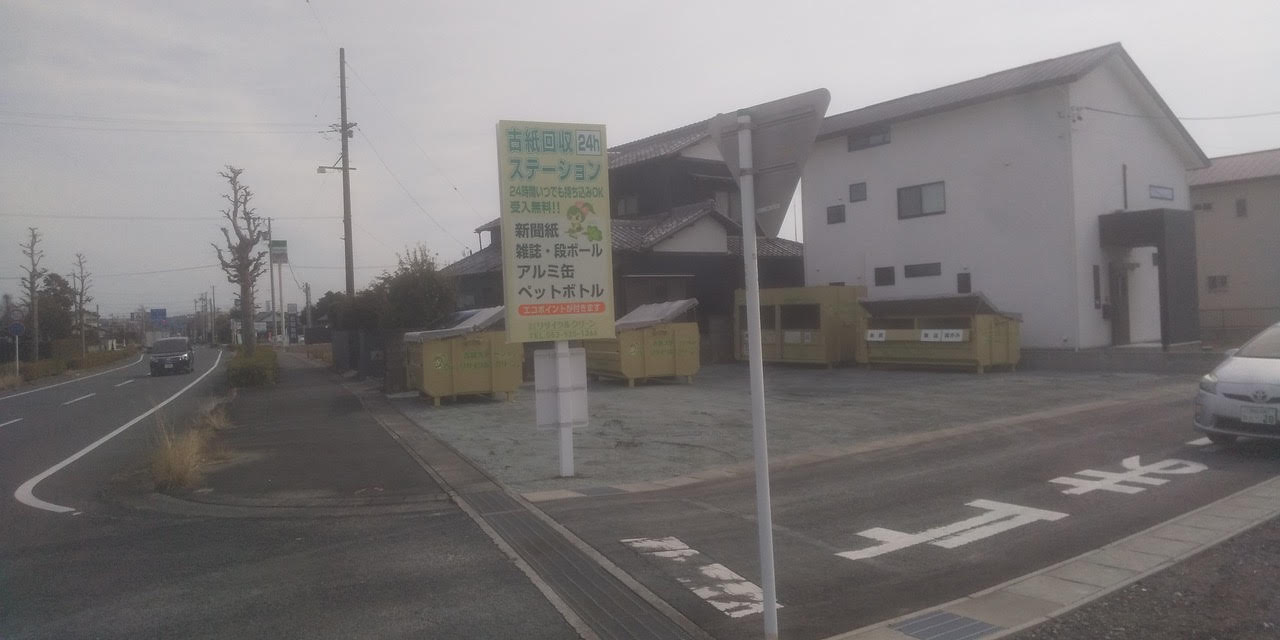 古紙回収 24h
ステーション
24時間いつでも持ち込みOK
受入無料!!
新聞紙
雑誌・段ボール
アルミ缶
ペットボトル
エコポイントが付きます
止まれ